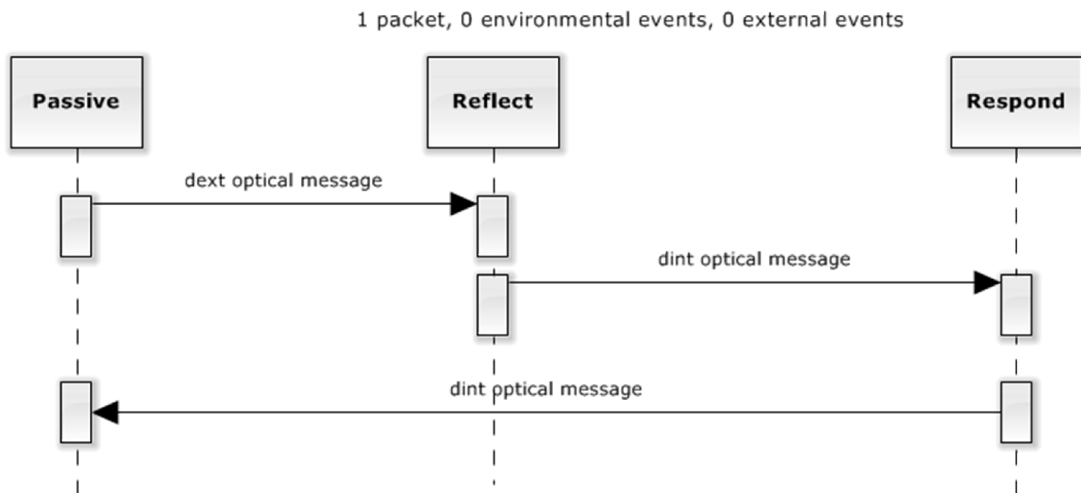 1 packet, 0 environmental events, 0 external events
Passive
Reflect
Respond
dext optical message
dint optical message
dint optical message